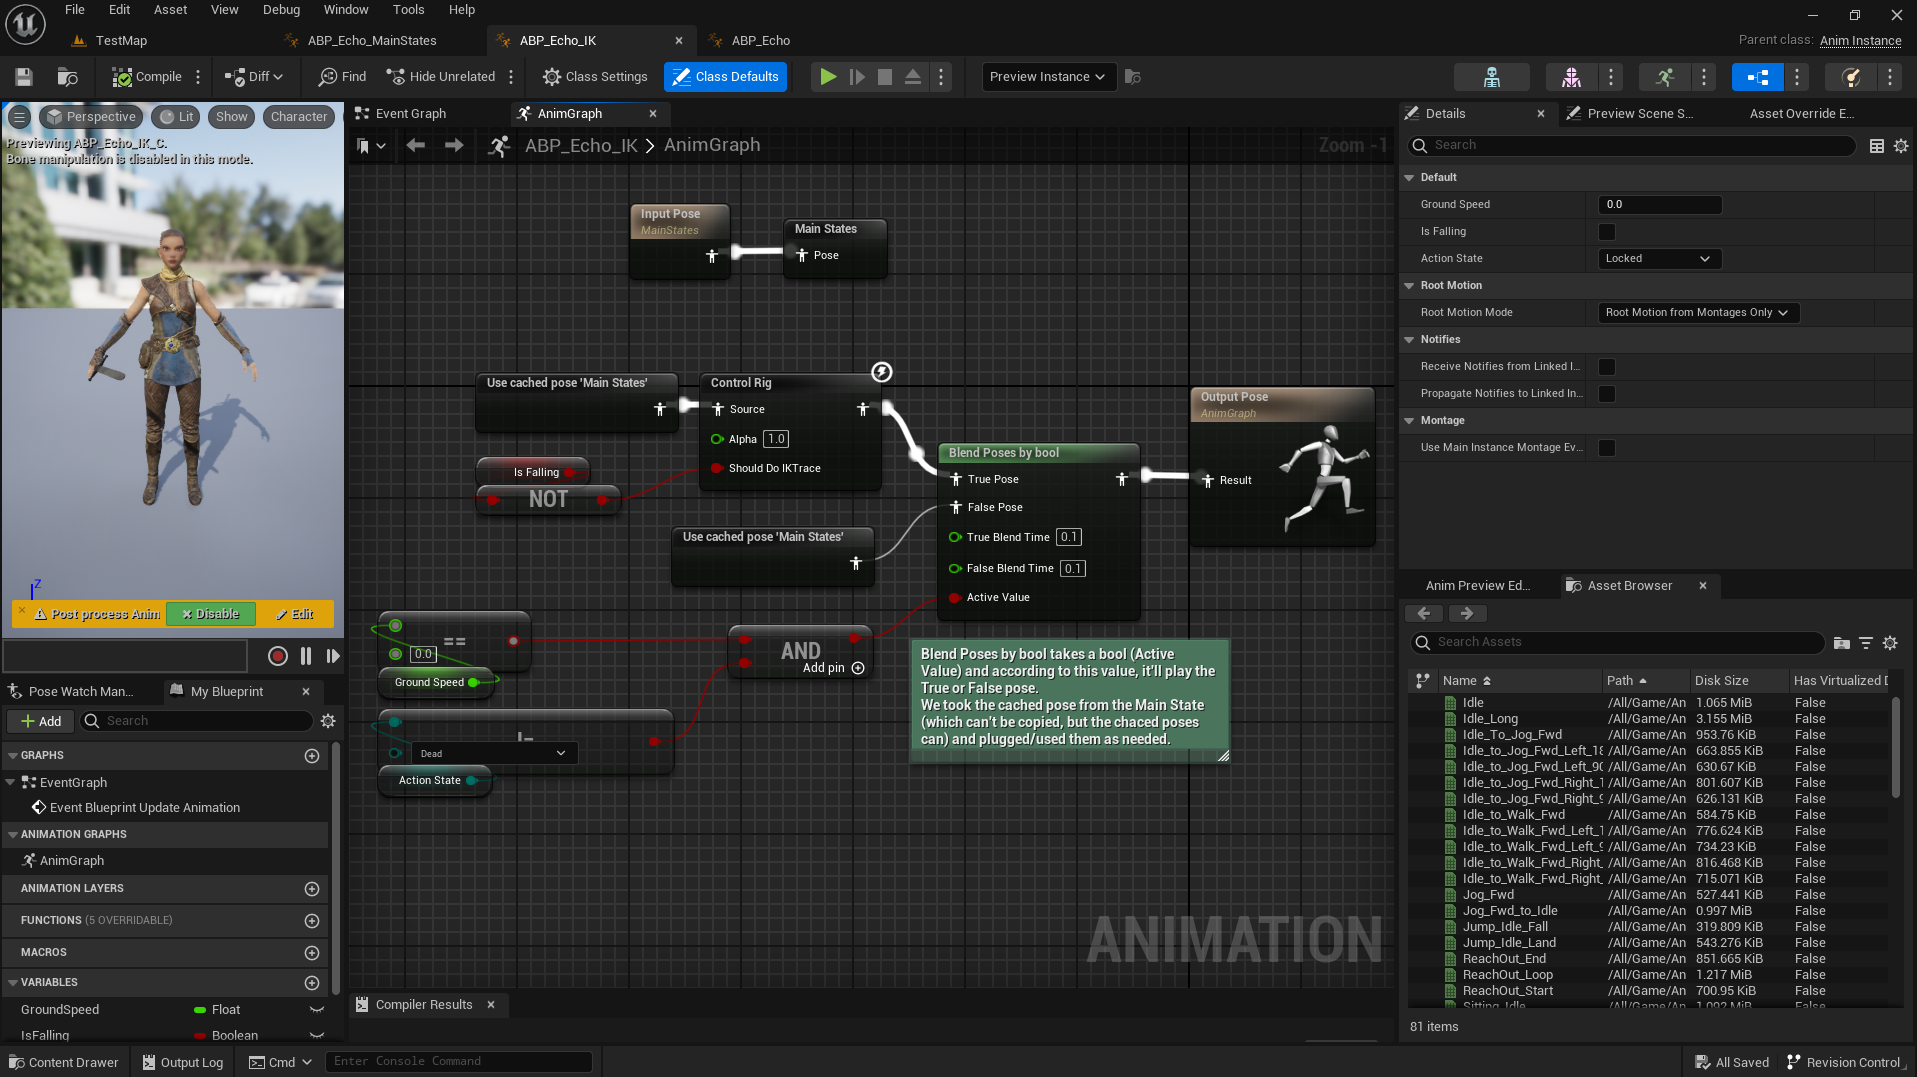 File Edit Asset View Debug Window Tools Help
TestMap ABP_Echo_MainStates ABP_Echo_IK ABP_Echo
Parent class: Anim Instance
Compile Diff Find Hide Unrelated Class Settings Class Defaults Preview Instance
Perspective Lit Show Character
Previewing ABP_Echo_IK_C.
Bone manipulation is disabled in this mode.
Z
Post process Anim Disable Edit
Event Graph AnimGraph
ABP_Echo_IK > AnimGraph
Zoom -1
Input Pose
MainStates
Main States
Pose
Use cached pose 'Main States'
Control Rig
Source
Alpha 1.0
Should Do IKTrace
Is Falling
NOT
Use cached pose 'Main States'
Blend Poses by bool
True Pose
False Pose
True Blend Time 0.1
False Blend Time 0.1
Active Value
Output Pose
AnimGraph
Result
==
0.0
Ground Speed
AND
Add pin
Dead
Action State
Blend Poses by bool takes a bool (Active
Value) and according to this value, it'll play the
True or False pose.
We took the cached pose from the Main State
(which can't be copied, but the chaced poses
can) and plugged/used them as needed.
ANIMATION
Compiler Results
Pose Watch Man... My Blueprint
Add Search
GRAPHS
EventGraph
Event Blueprint Update Animation
ANIMATION GRAPHS
AnimGraph
ANIMATION LAYERS
FUNCTIONS (5 OVERRIDABLE)
MACROS
VARIABLES
GroundSpeed Float
IsFalling Boolean
Details Preview Scene S... Asset Override E...
Search
Default
Ground Speed 0.0
Is Falling
Action State Locked
Root Motion
Root Motion Mode Root Motion from Montages Only
Notifies
Receive Notifies from Linked I...
Propagate Notifies to Linked In...
Montage
Use Main Instance Montage Ev...
Anim Preview Ed... Asset Browser
Search Assets
Name Path Disk Size Has Virtualized D
Idle /All/Game/An 1.065 MiB False
Idle_Long /All/Game/An 3.155 MiB False
Idle_To_Jog_Fwd /All/Game/An 953.76 KiB False
Idle_to_Jog_Fwd_Left_18 /All/Game/An 663.855 KiB False
Idle_to_Jog_Fwd_Left_90 /All/Game/An 630.67 KiB False
Idle_to_Jog_Fwd_Right_1 /All/Game/An 801.607 KiB False
Idle_to_Jog_Fwd_Right_9 /All/Game/An 626.131 KiB False
Idle_to_Walk_Fwd /All/Game/An 584.75 KiB False
Idle_to_Walk_Fwd_Left_1 /All/Game/An 776.624 KiB False
Idle_to_Walk_Fwd_Left_9 /All/Game/An 734.23 KiB False
Idle_to_Walk_Fwd_Right_ /All/Game/An 816.468 KiB False
Idle_to_Walk_Fwd_Right_ /All/Game/An 715.071 KiB False
Jog_Fwd /All/Game/An 527.441 KiB False
Jog_Fwd_to_Idle /All/Game/An 0.997 MiB False
Jump_Idle_Fall /All/Game/An 319.809 KiB False
Jump_Idle_Land /All/Game/An 543.276 KiB False
ReachOut_End /All/Game/An 851.665 KiB False
ReachOut_Loop /All/Game/An 1.217 MiB False
ReachOut_Start /All/Game/An 700.95 KiB False
Sitting_Idle /All/Game/An 1.092 MiB False
81 items
Content Drawer Output Log Cmd Enter Console Command
All Saved Revision Control